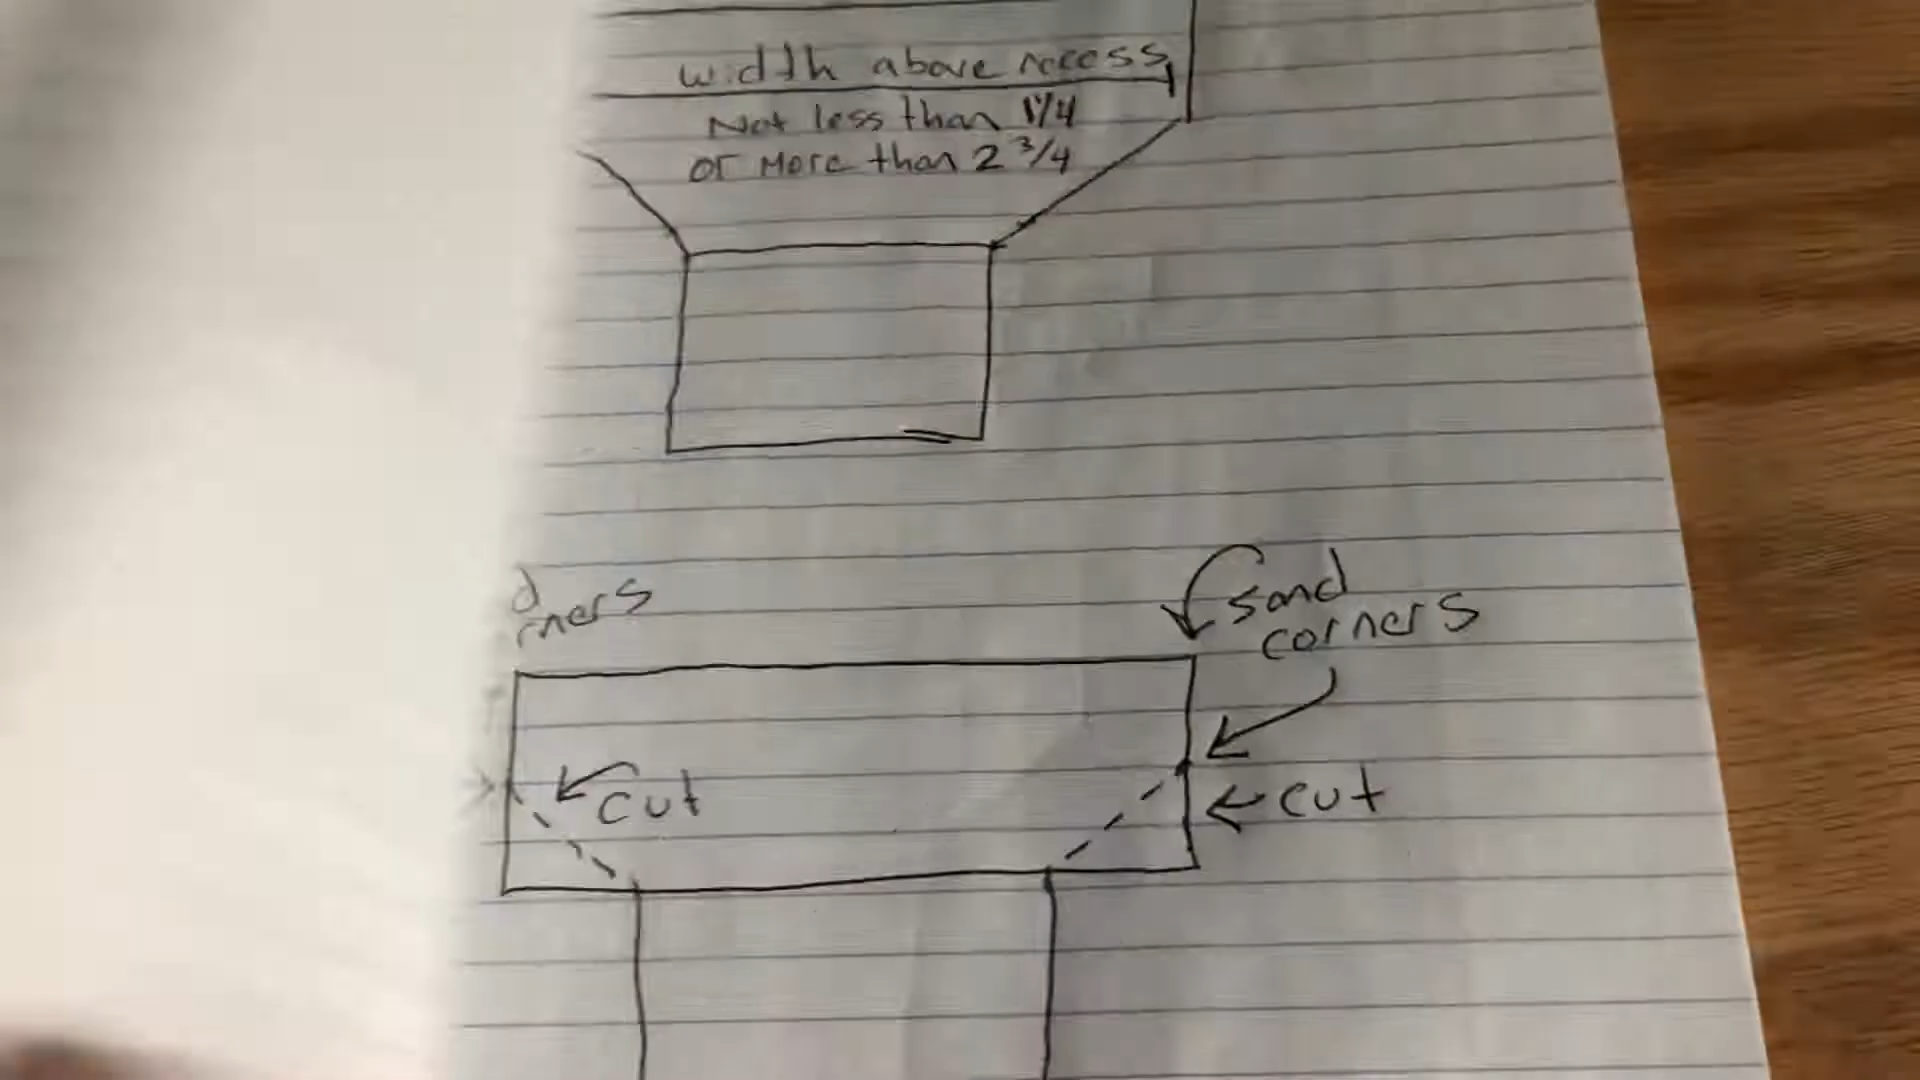 width above recess
Not less than 1 1/4
or more than 2 3/4
d
rners
sand
corners
cut
cut